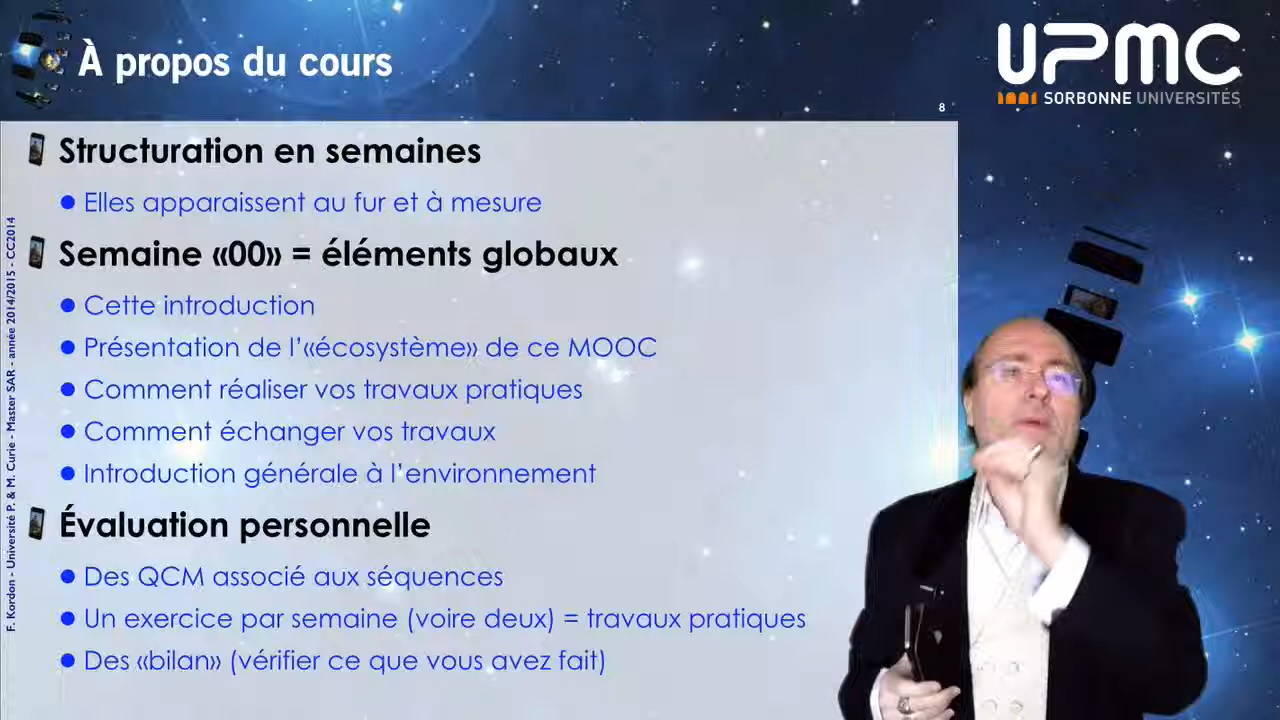 À propos du cours
UPMC
SORBONNE UNIVERSITÉS
8
Structuration en semaines
Elles apparaissent au fur et à mesure
Semaine «00» = éléments globaux
Cette introduction
Présentation de l’«écosystème» de ce MOOC
Comment réaliser vos travaux pratiques
Comment échanger vos travaux
Introduction générale à l’environnement
Évaluation personnelle
Des QCM associé aux séquences
Un exercice par semaine (voire deux) = travaux pratiques
Des «bilan» (vérifier ce que vous avez fait)
F. Kordon - Université P. & M. Curie - Master SAR - année 2014/2015 - CC2014